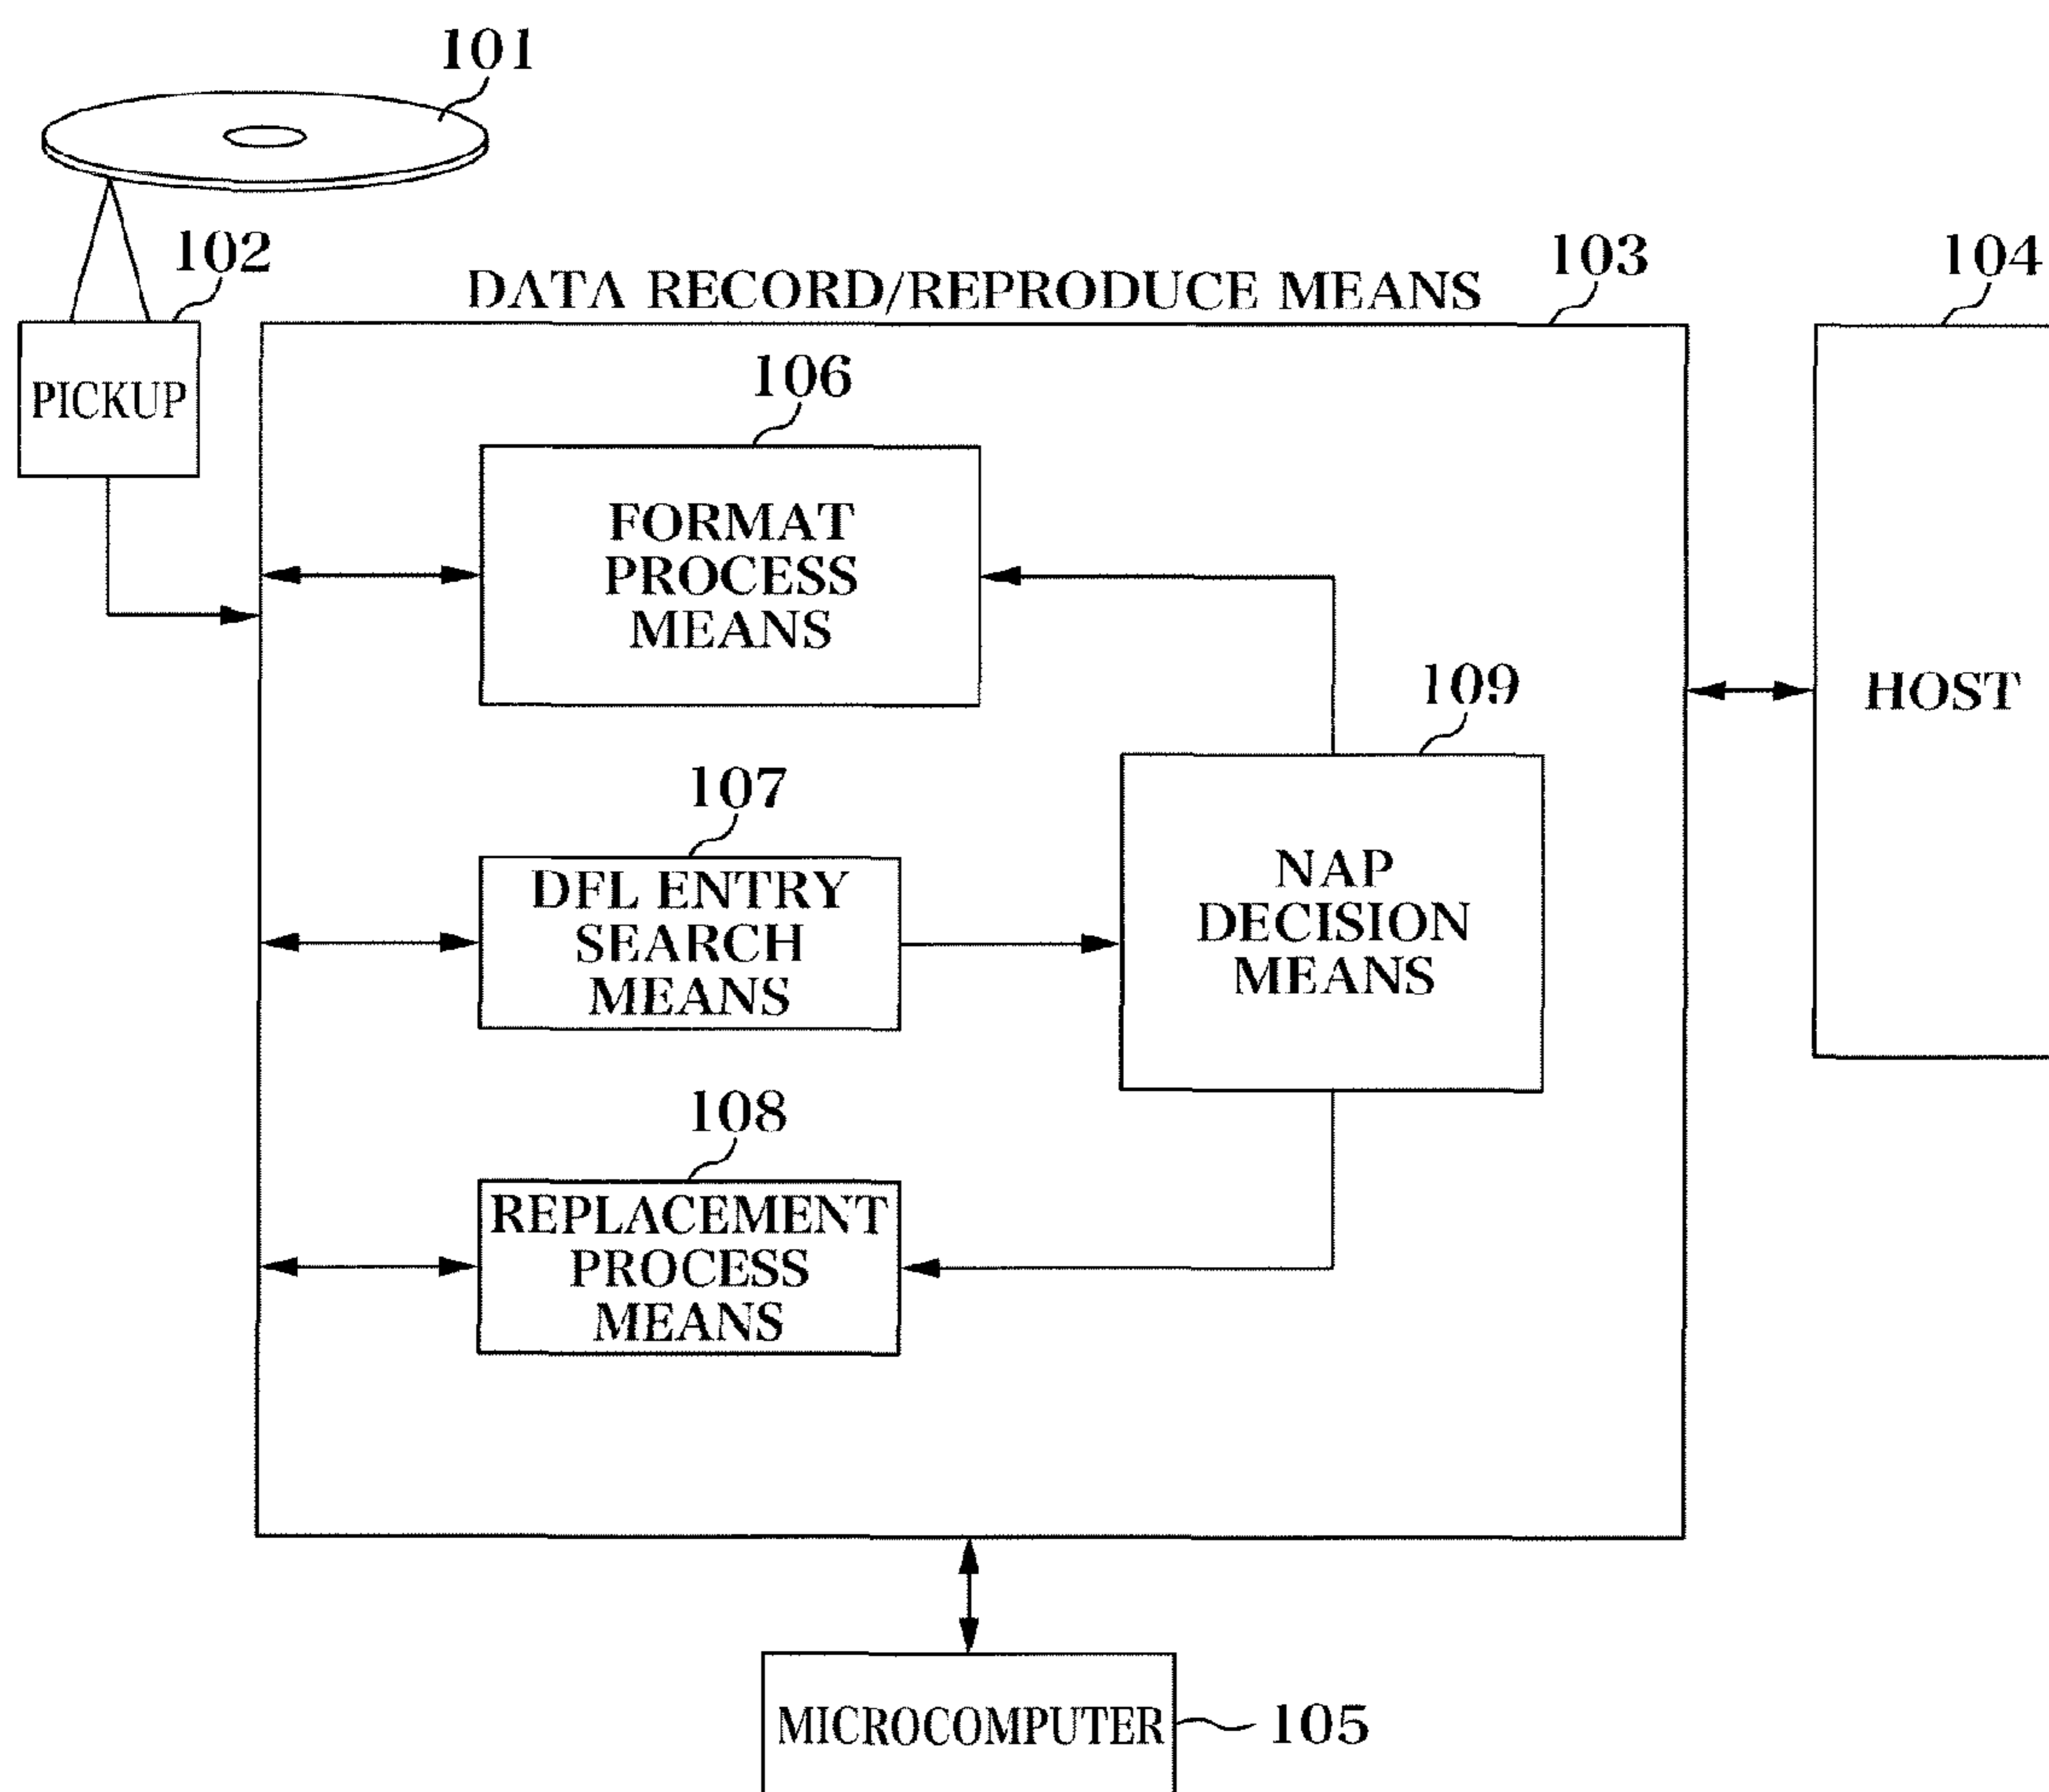 101
102
DATA RECORD/REPRODUCE MEANS
103
104
PICKUP
106
FORMAT
PROCESS
MEANS
109
HOST
107
DFL ENTRY
SEARCH
MEANS
NAP
DECISION
MEANS
108
REPLACEMENT
PROCESS
MEANS
MICROCOMPUTER
105